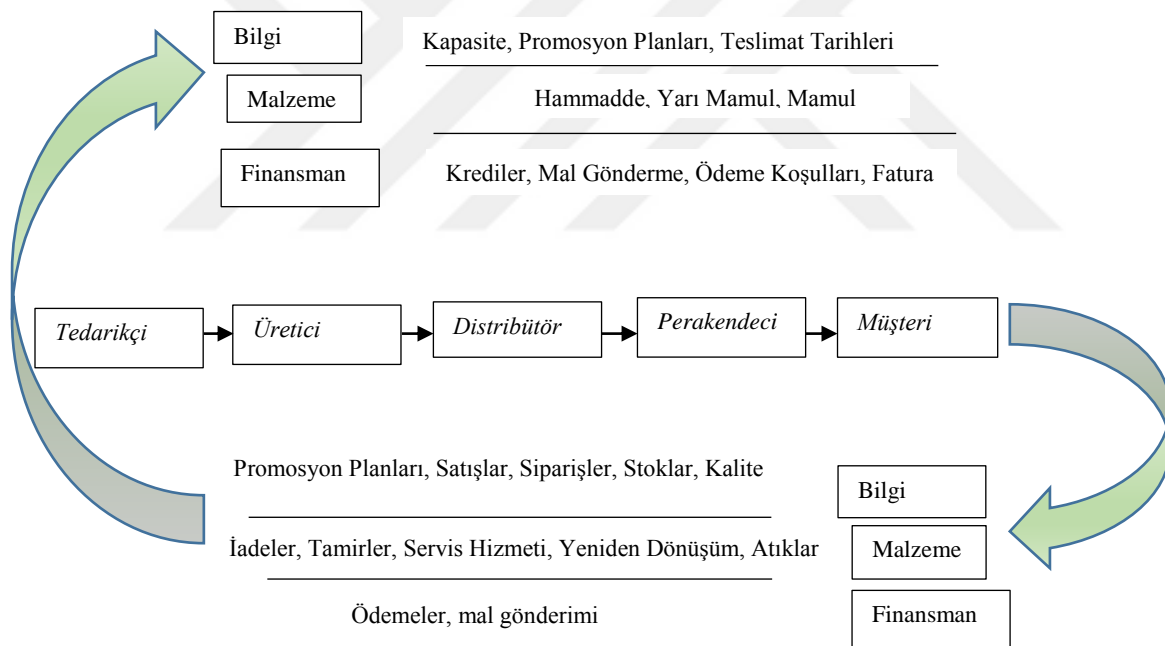 Bilgi
Kapasite, Promosyon Planları, Teslimat Tarihleri
Malzeme
Hammadde, Yarı Mamul, Mamul
Finansman
Krediler, Mal Gönderme, Ödeme Koşulları, Fatura
Tedarikçi
Üretici
Distribütör
Perakendeci
Müşteri
Promosyon Planları, Satışlar, Siparişler, Stoklar, Kalite
Bilgi
İadeler, Tamirler, Servis Hizmeti, Yeniden Dönüşüm, Atıklar
Malzeme
Ödemeler, mal gönderimi
Finansman